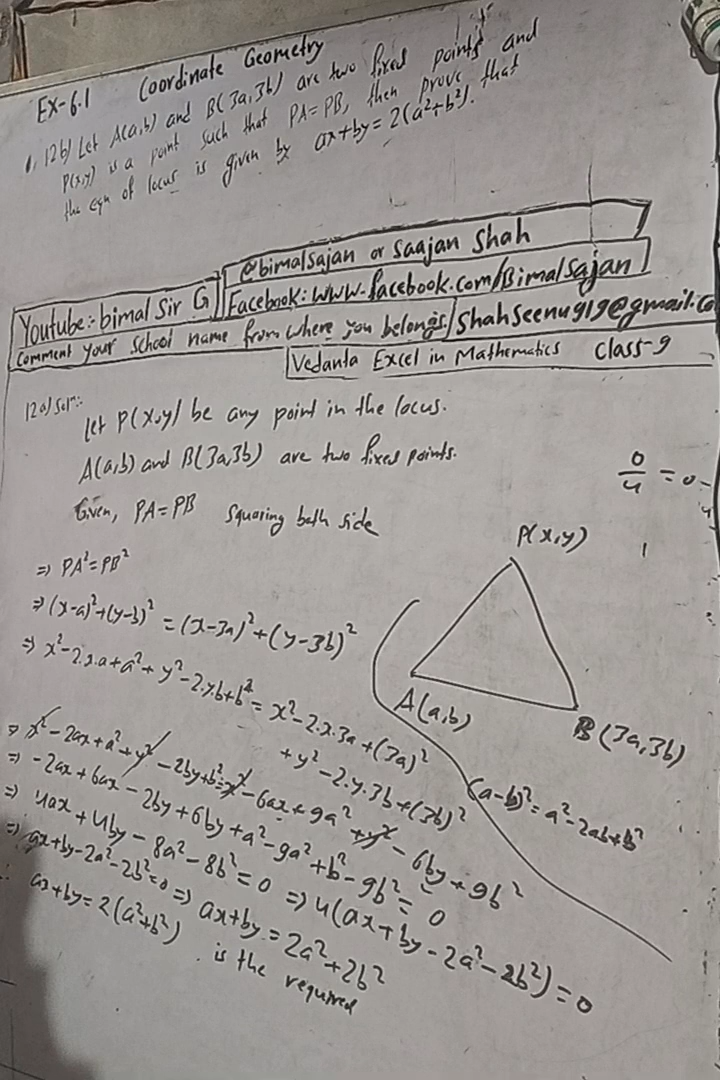 Ex-6.1 Coordinate Geometry
1. 12b) Let A(a,b) and B(3a,3b) are two fixed points and
P(x,y) is a point such that PA=PB, then prove that
the eqn of locus is given by ax+by=2(a²+b²).
@bimalsajan or Saajan Shah
Youtube:- bimal Sir G
Facebook: www.facebook.com/Bimalsajan
comment your school name from where you belongs.
shahseenu919@gmail.co
Vedanta Excel in Mathematics Class-9
12a) Solⁿ:-
Let P(x,y) be any point in the locus.
A(a,b) and B(3a,3b) are two fixed points.
Given, PA=PB Squaring both side
0/4 = 0
P(x,y)
⇒ PA²=PB²
⇒ (x-a)²+(y-b)² = (x-3a)²+(y-3b)²
⇒ x²-2.x.a+a²+y²-2.y.b+b² = x²-2.x.3a+(3a)²
+y²-2.y.3b+(3b)²
A(a,b)
B(3a,3b)
(a-b)²=a²-2ab+b²
⇒ x²-2ax+a²+y²-2by+b²=x²-6ax+9a²+y²-6by+9b²
⇒ -2ax+6ax-2by+6by+a²-9a²+b²-9b²=0
⇒ 4ax+4by-8a²-8b²=0 ⇒ 4(ax+by-2a²-2b²)=0
⇒ ax+by-2a²-2b²=0 ⇒ ax+by=2a²+2b²
∴ ax+by=2(a²+b²) is the required